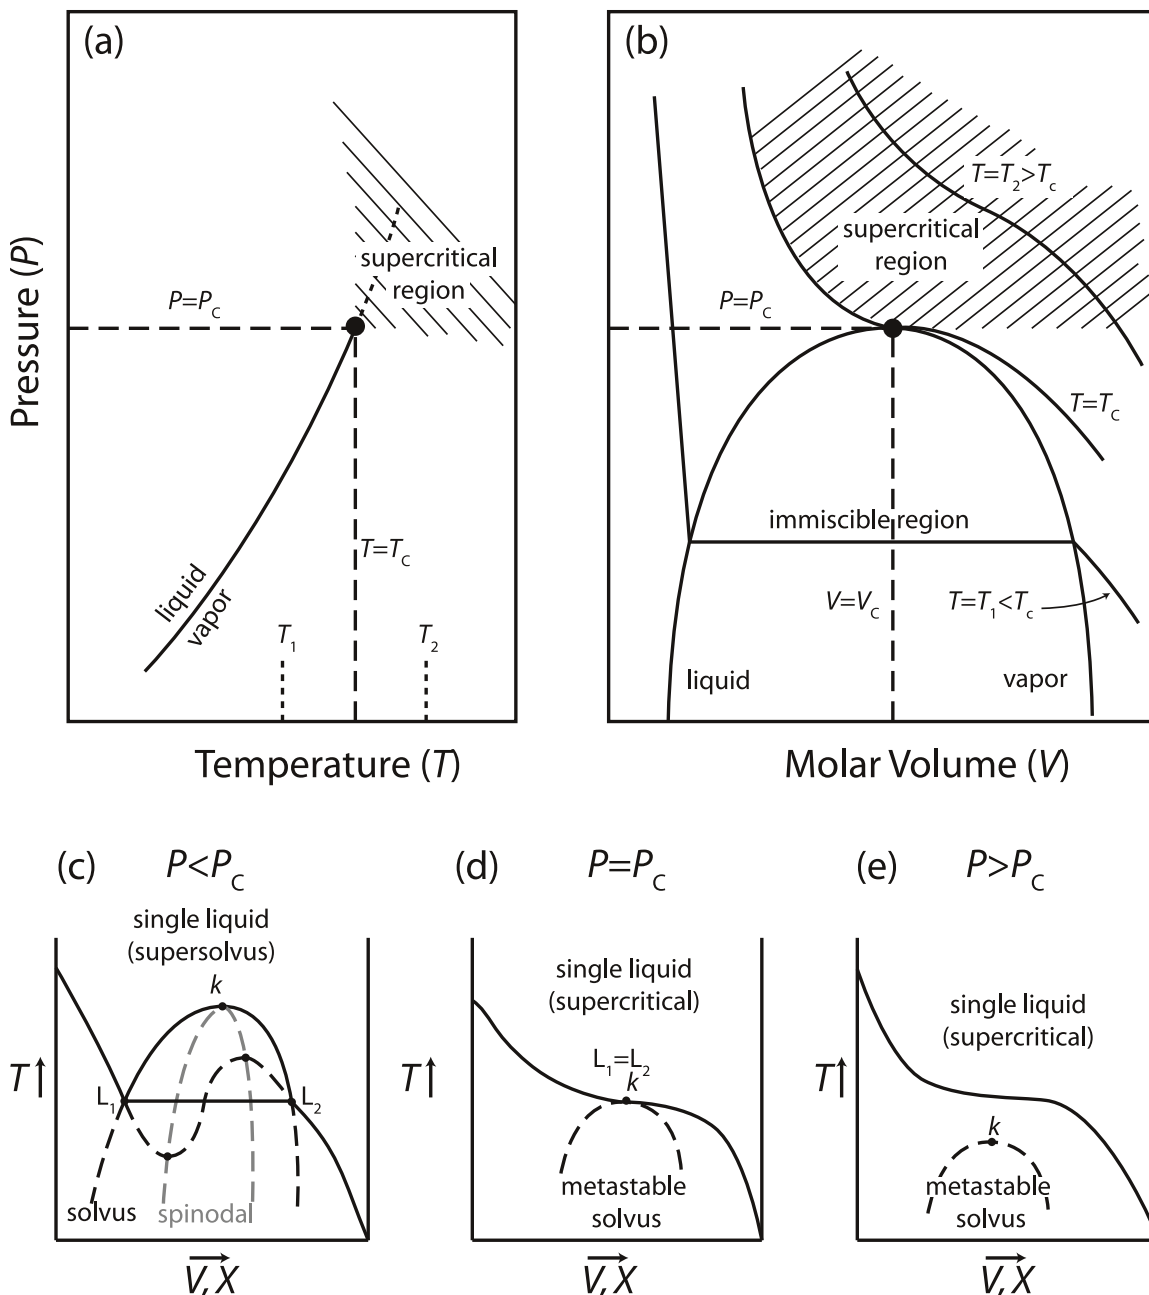 (a)
Pressure (P)
P=Pc
supercritical
region
T=Tc
liquid
vapor
T1
T2
Temperature (T)
(b)
T=T2>Tc
supercritical
region
P=Pc
T=Tc
immiscible region
V=Vc
T=T1<Tc
liquid
vapor
Molar Volume (V)
(c) P<Pc
single liquid
(supersolvus)
k
T
L1
L2
solvus
spinodal
V, X
(d) P=Pc
single liquid
(supercritical)
L1=L2
k
T
metastable
solvus
V, X
(e) P>Pc
single liquid
(supercritical)
T
k
metastable
solvus
V, X